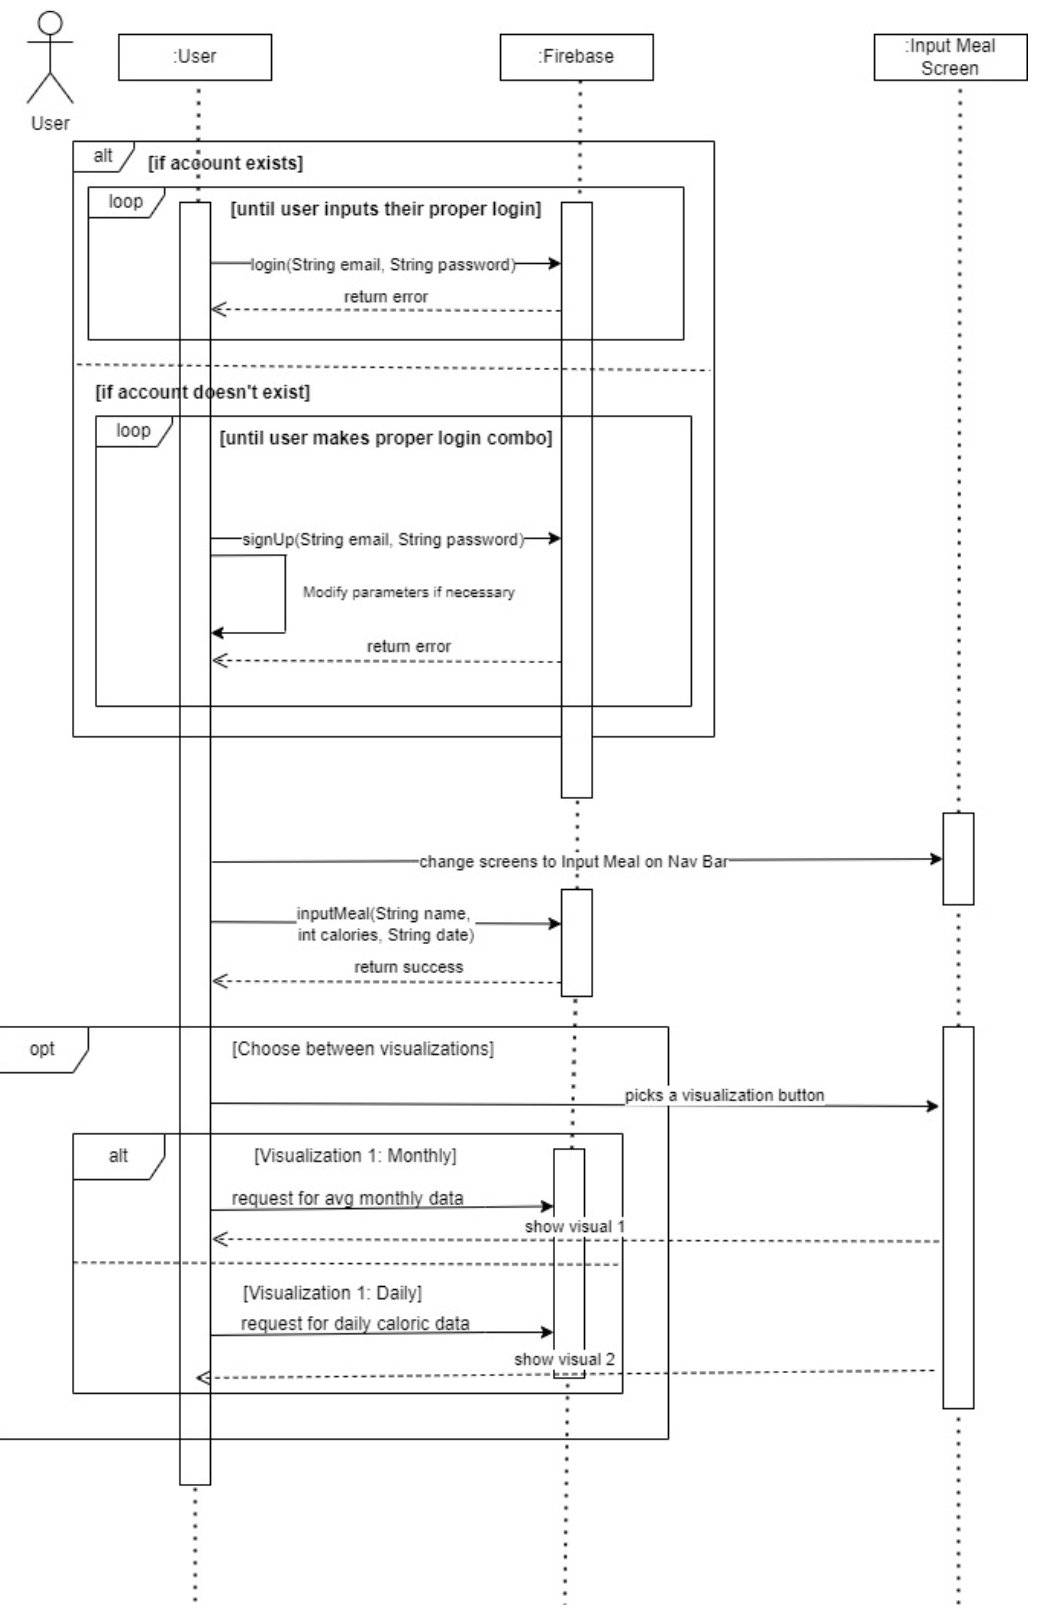 :User
:Firebase
:Input Meal
Screen
User
alt
[if account exists]
loop
[until user inputs their proper login]
login(String email, String password)
return error
[if account doesn't exist]
loop
[until user makes proper login combo]
signUp(String email, String password)
Modify parameters if necessary
return error
change screens to Input Meal on Nav Bar
inputMeal(String name,
int calories, String date)
return success
opt
[Choose between visualizations]
picks a visualization button
alt
[Visualization 1: Monthly]
request for avg monthly data
show visual 1
[Visualization 1: Daily]
request for daily caloric data
show visual 2